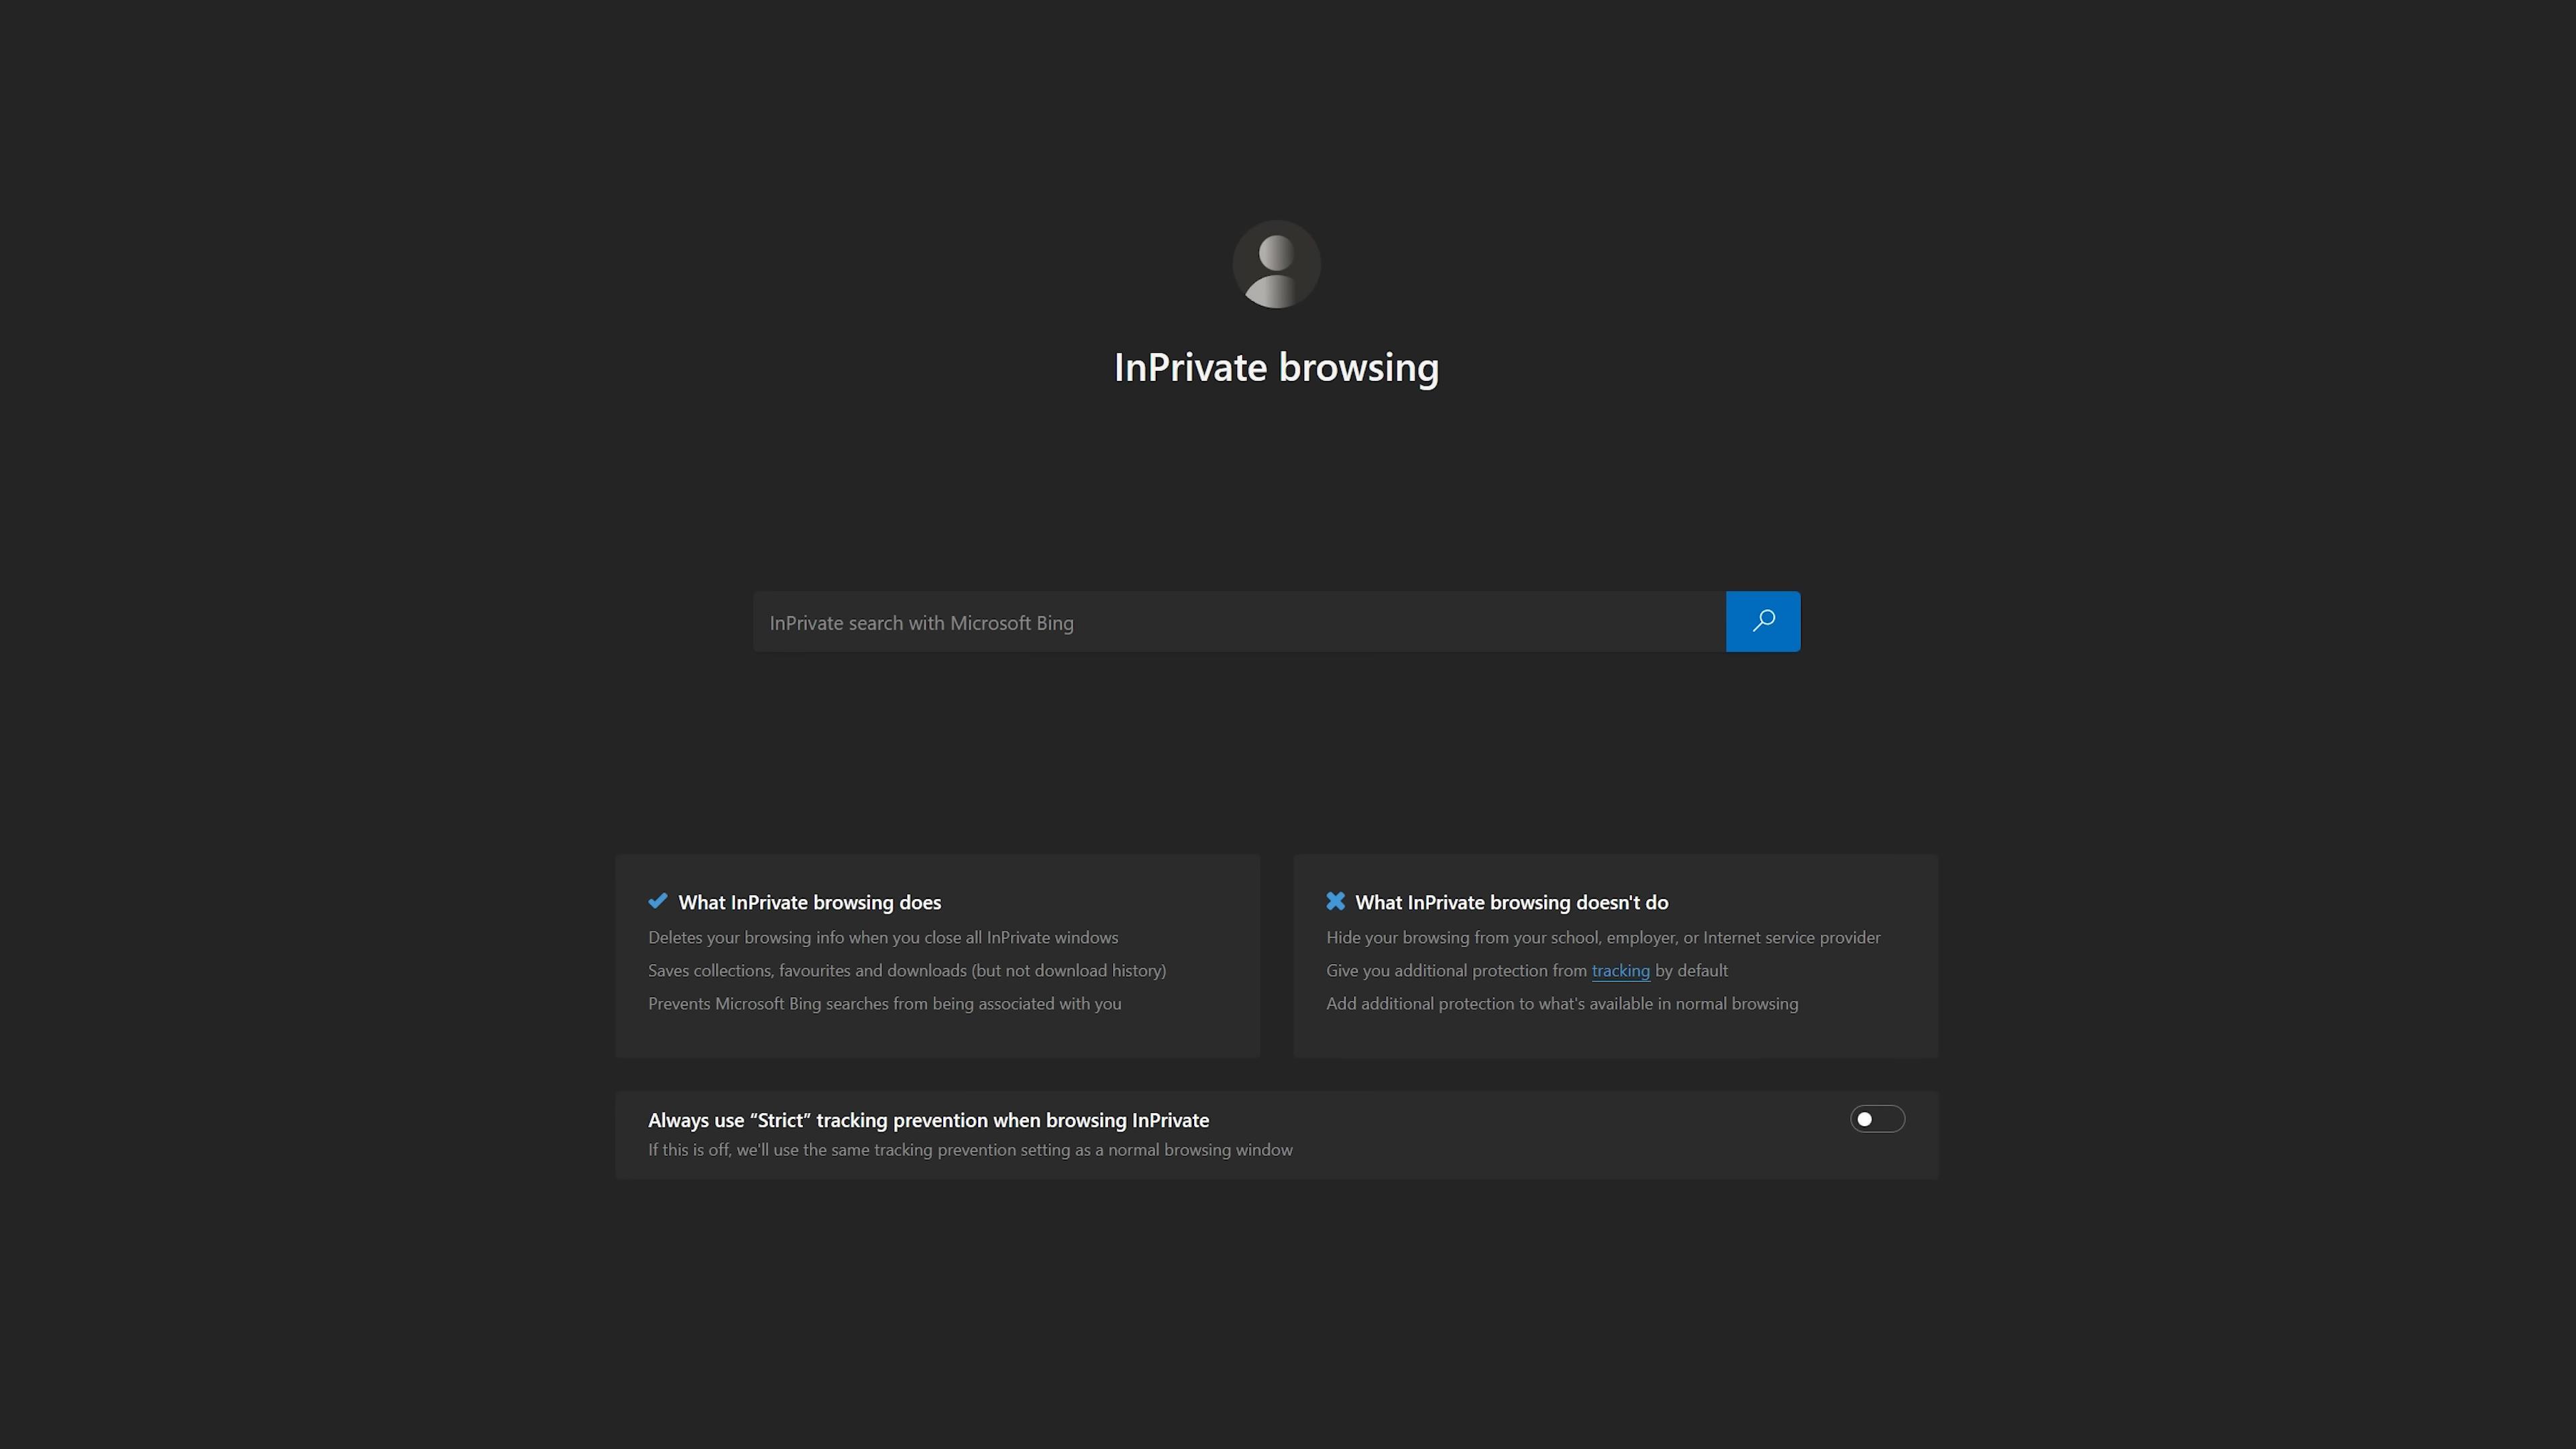 InPrivate browsing
InPrivate search with Microsoft Bing
What InPrivate browsing does
Deletes your browsing info when you close all InPrivate windows
Saves collections, favourites and downloads (but not download history)
Prevents Microsoft Bing searches from being associated with you
What InPrivate browsing doesn't do
Hide your browsing from your school, employer, or Internet service provider
Give you additional protection from tracking by default
Add additional protection to what's available in normal browsing
Always use “Strict” tracking prevention when browsing InPrivate
If this is off, we'll use the same tracking prevention setting as a normal browsing window